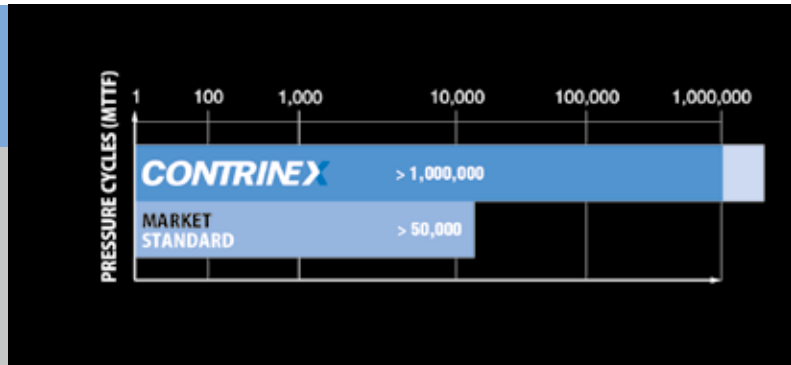 PRESSURE CYCLES (MTTF)
1 100 1,000 10,000 100,000 1,000,000
CONTRINEX > 1,000,000
MARKET
STANDARD > 50,000